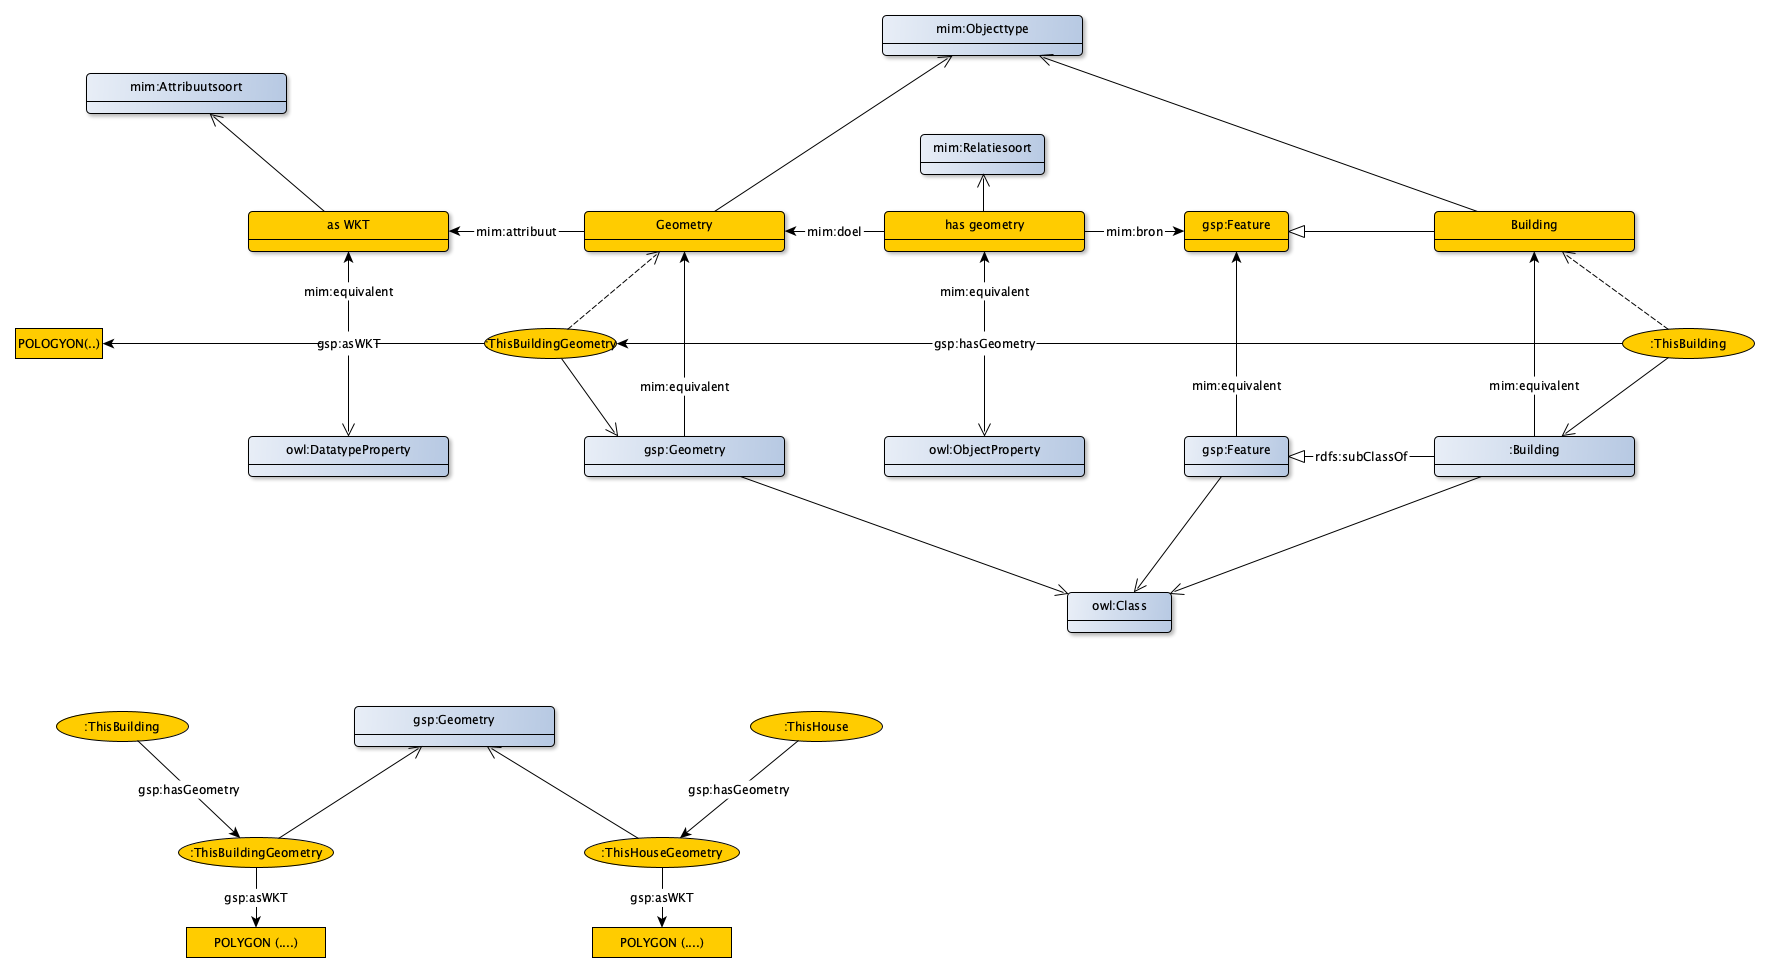 mim:Objecttype
mim:Attribuutsoort
mim:Relatiesoort
as WKT
mim:attribuut
Geometry
mim:doel
has geometry
mim:bron
gsp:Feature
Building
mim:equivalent
mim:equivalent
POLOGYON(..)
gsp:asWKT
:ThisBuildingGeometry
gsp:hasGeometry
:ThisBuilding
mim:equivalent
mim:equivalent
mim:equivalent
owl:DatatypeProperty
gsp:Geometry
owl:ObjectProperty
gsp:Feature
rdfs:subClassOf
:Building
owl:Class
:ThisBuilding
gsp:Geometry
:ThisHouse
gsp:hasGeometry
gsp:hasGeometry
:ThisBuildingGeometry
:ThisHouseGeometry
gsp:asWKT
gsp:asWKT
POLYGON (....)
POLYGON (....)